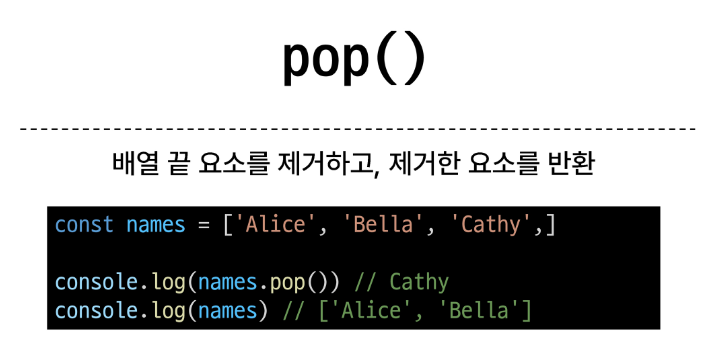 pop()
배열 끝 요소를 제거하고, 제거한 요소를 반환
const names = ['Alice', 'Bella', 'Cathy',]
console.log(names.pop()) // Cathy
console.log(names) // ['Alice', 'Bella']